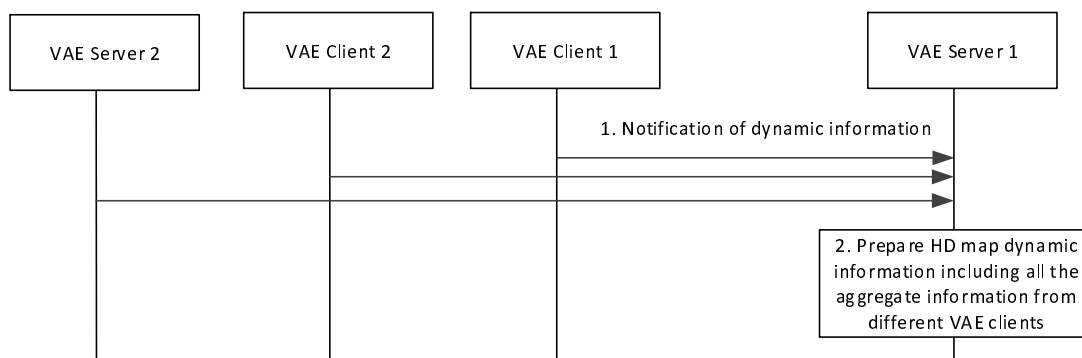 VAE Server 2
VAE Client 2
VAE Client 1
VAE Server 1
1. Notification of dynamic information
2. Prepare HD map dynamic
information including all the
aggregate information from
different VAE clients